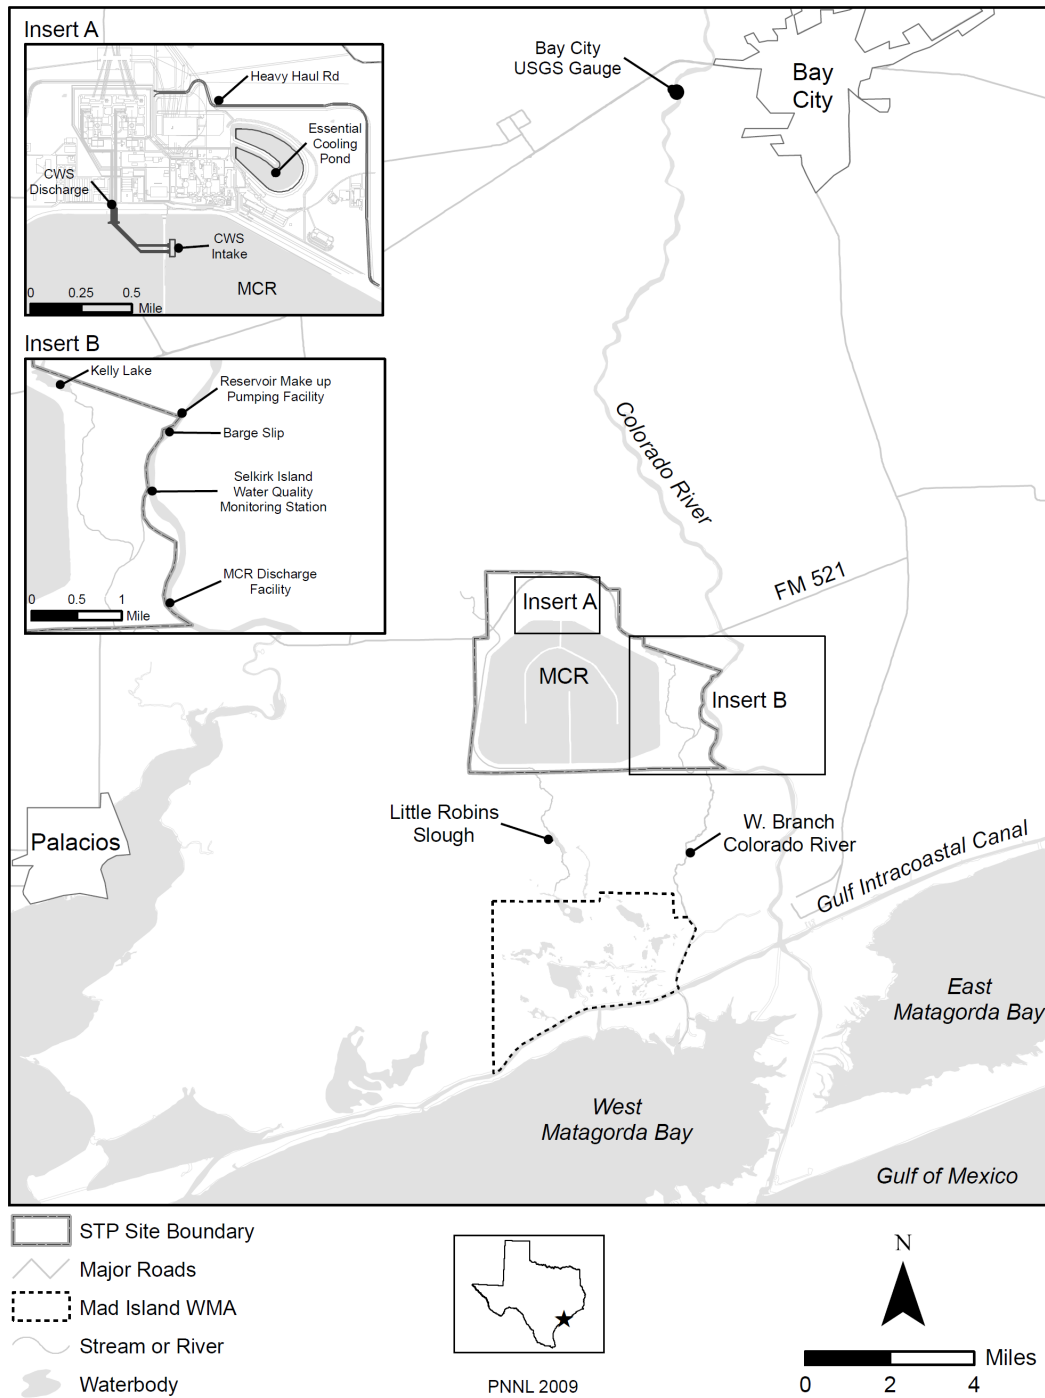 Insert A
Heavy Haul Rd
Essential
Cooling
Pond
CWS
Discharge
CWS
Intake
MCR
0 0.25 0.5
Mile
Insert B
Kelly Lake
Reservoir Make up
Pumping Facility
Barge Slip
Selkirk Island
Water Quality
Monitoring Station
MCR Discharge
Facility
0 0.5 1
Mile
Bay City
USGS Gauge
Bay
City
Colorado River
FM 521
Insert A
MCR
Insert B
Palacios
Little Robins
Slough
W. Branch
Colorado River
Gulf Intracoastal Canal
East
Matagorda Bay
West
Matagorda Bay
Gulf of Mexico
STP Site Boundary
Major Roads
Mad Island WMA
Stream or River
Waterbody
PNNL 2009
N
Miles
0 2 4